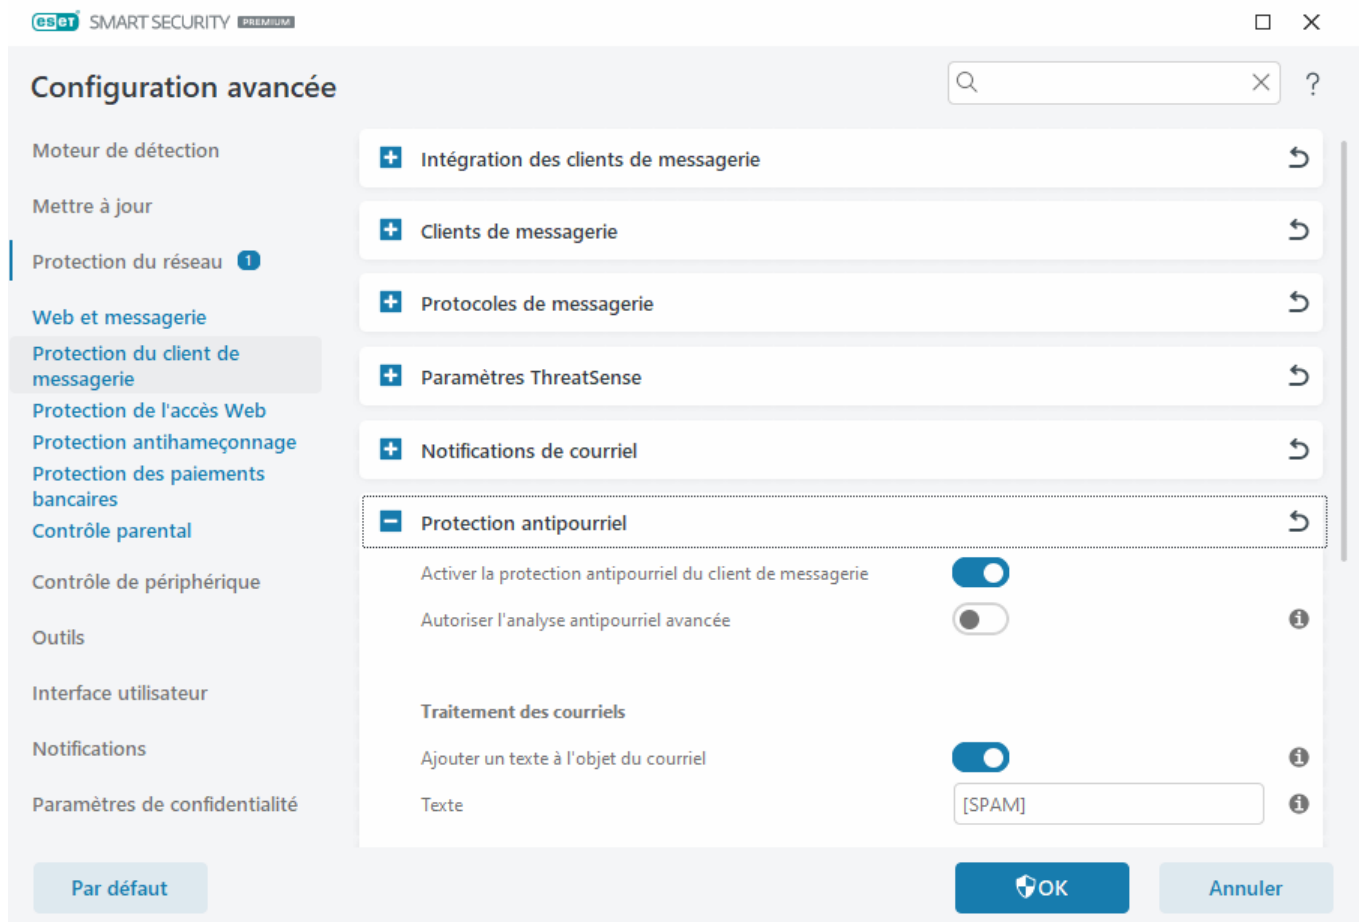 eset SMART SECURITY PREMIUM
Configuration avancée
?
Moteur de détection
Mettre à jour
Protection du réseau 1
Web et messagerie
Protection du client de
messagerie
Protection de l'accès Web
Protection antihameçonnage
Protection des paiements
bancaires
Contrôle parental
Contrôle de périphérique
Outils
Interface utilisateur
Notifications
Paramètres de confidentialité
Intégration des clients de messagerie
Clients de messagerie
Protocoles de messagerie
Paramètres ThreatSense
Notifications de courriel
Protection antipourriel
Activer la protection antipourriel du client de messagerie
Autoriser l'analyse antipourriel avancée
Traitement des courriels
Ajouter un texte à l'objet du courriel
Texte [SPAM]
Par défaut
OK
Annuler